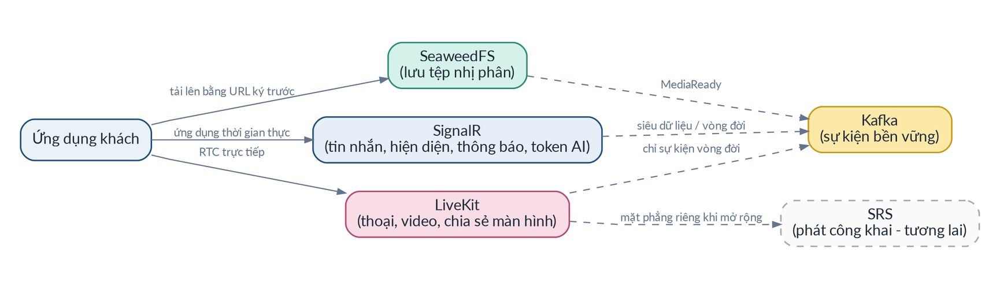 Ứng dụng khách
tải lên bằng URL ký trước
ứng dụng thời gian thực
RTC trực tiếp
SeaweedFS
(lưu tệp nhị phân)
SignalR
(tin nhắn, hiện diện, thông báo, token AI)
LiveKit
(thoại, video, chia sẻ màn hình)
MediaReady
siêu dữ liệu / vòng đời
chỉ sự kiện vòng đời
mặt phẳng riêng khi mở rộng
Kafka
(sự kiện bền vững)
SRS
(phát công khai - tương lai)